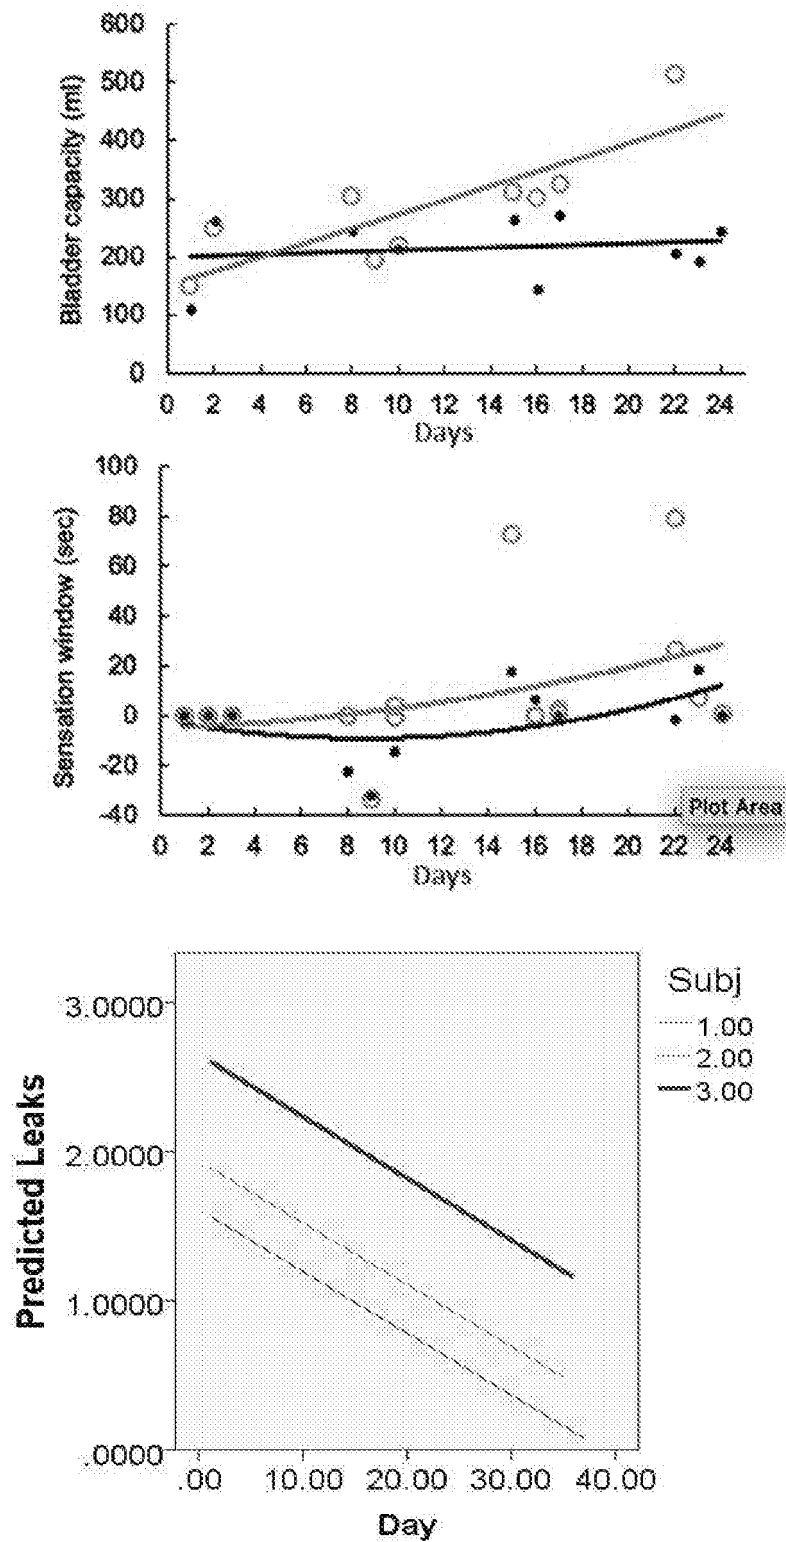 600
500
400
300
200
100
0
Bladder capacity (ml)
0 2 4 6 8 10 12 14 16 18 20 22 24
Days
100
80
60
40
20
0
-20
-40
Sensation window (sec)
Plot Area
0 2 4 6 8 10 12 14 16 18 20 22 24
Days
Subj
1.00
2.00
3.00
3.0000
2.0000
1.0000
.0000
Predicted Leaks
.00 10.00 20.00 30.00 40.00
Day